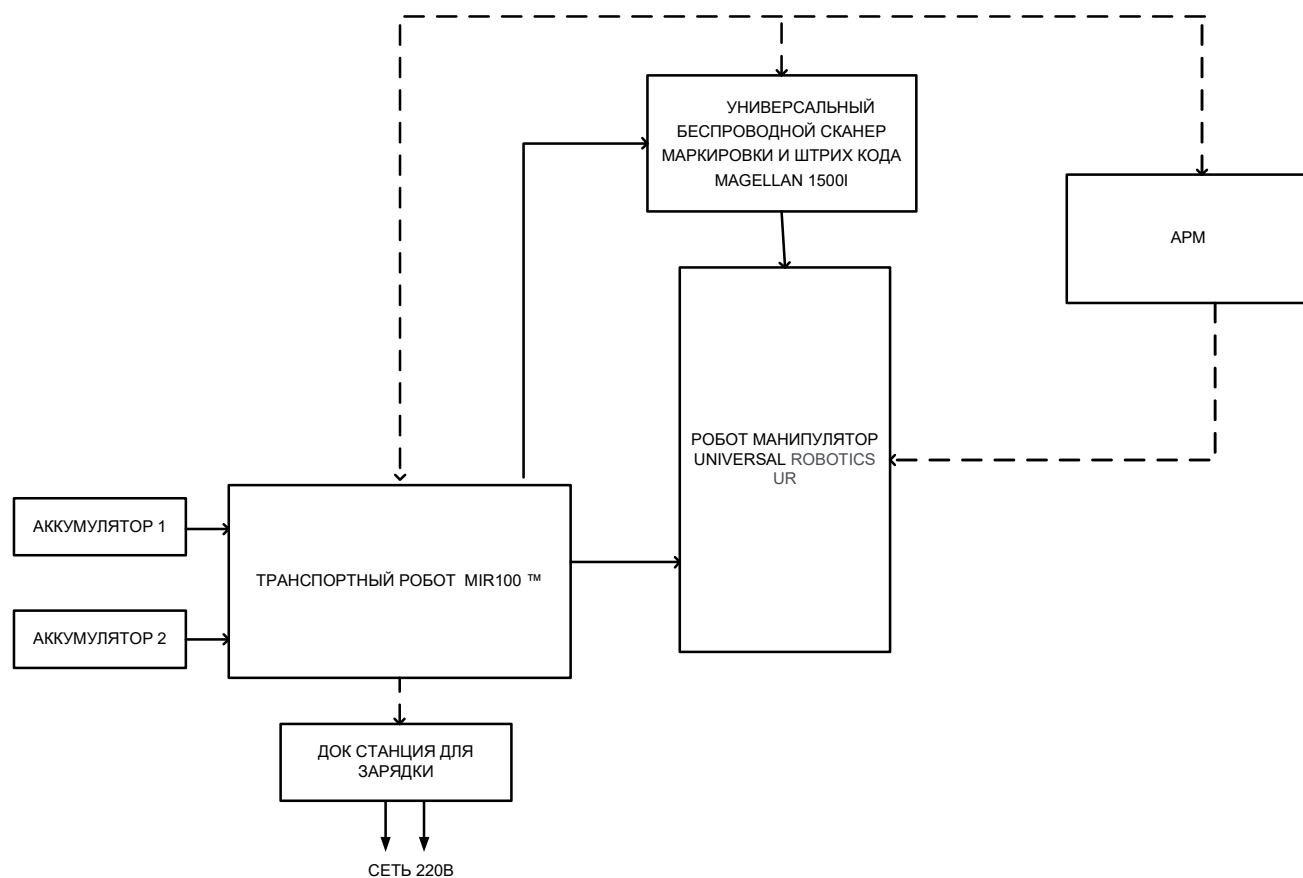 УНИВЕРСАЛЬНЫЙ
БЕСПРОВОДНОЙ СКАНЕР
МАРКИРОВКИ И ШТРИХ КОДА
MAGELLAN 1500I
АРМ
РОБОТ МАНИПУЛЯТОР
UNIVERSAL ROBOTICS
UR
АККУМУЛЯТОР 1
ТРАНСПОРТНЫЙ РОБОТ MIR100 ™
АККУМУЛЯТОР 2
ДОК СТАНЦИЯ ДЛЯ
ЗАРЯДКИ
СЕТЬ 220В